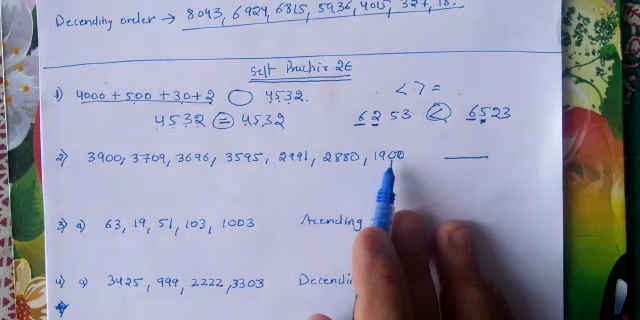 Decending order → 8043, 6924, 6815, 5936, 4015, 327, 18.
Self Practice 2E
1) 4000 + 500 + 30 + 2 ○ 4532. < > =
4532 = 4532 6253 < 6523
2) 3900, 3709, 3696, 3595, 2991, 2880, 1900 ____
3) a) 63, 19, 51, 103, 1003 Acending
4) a) 3425, 999, 2222, 3303 Decendi